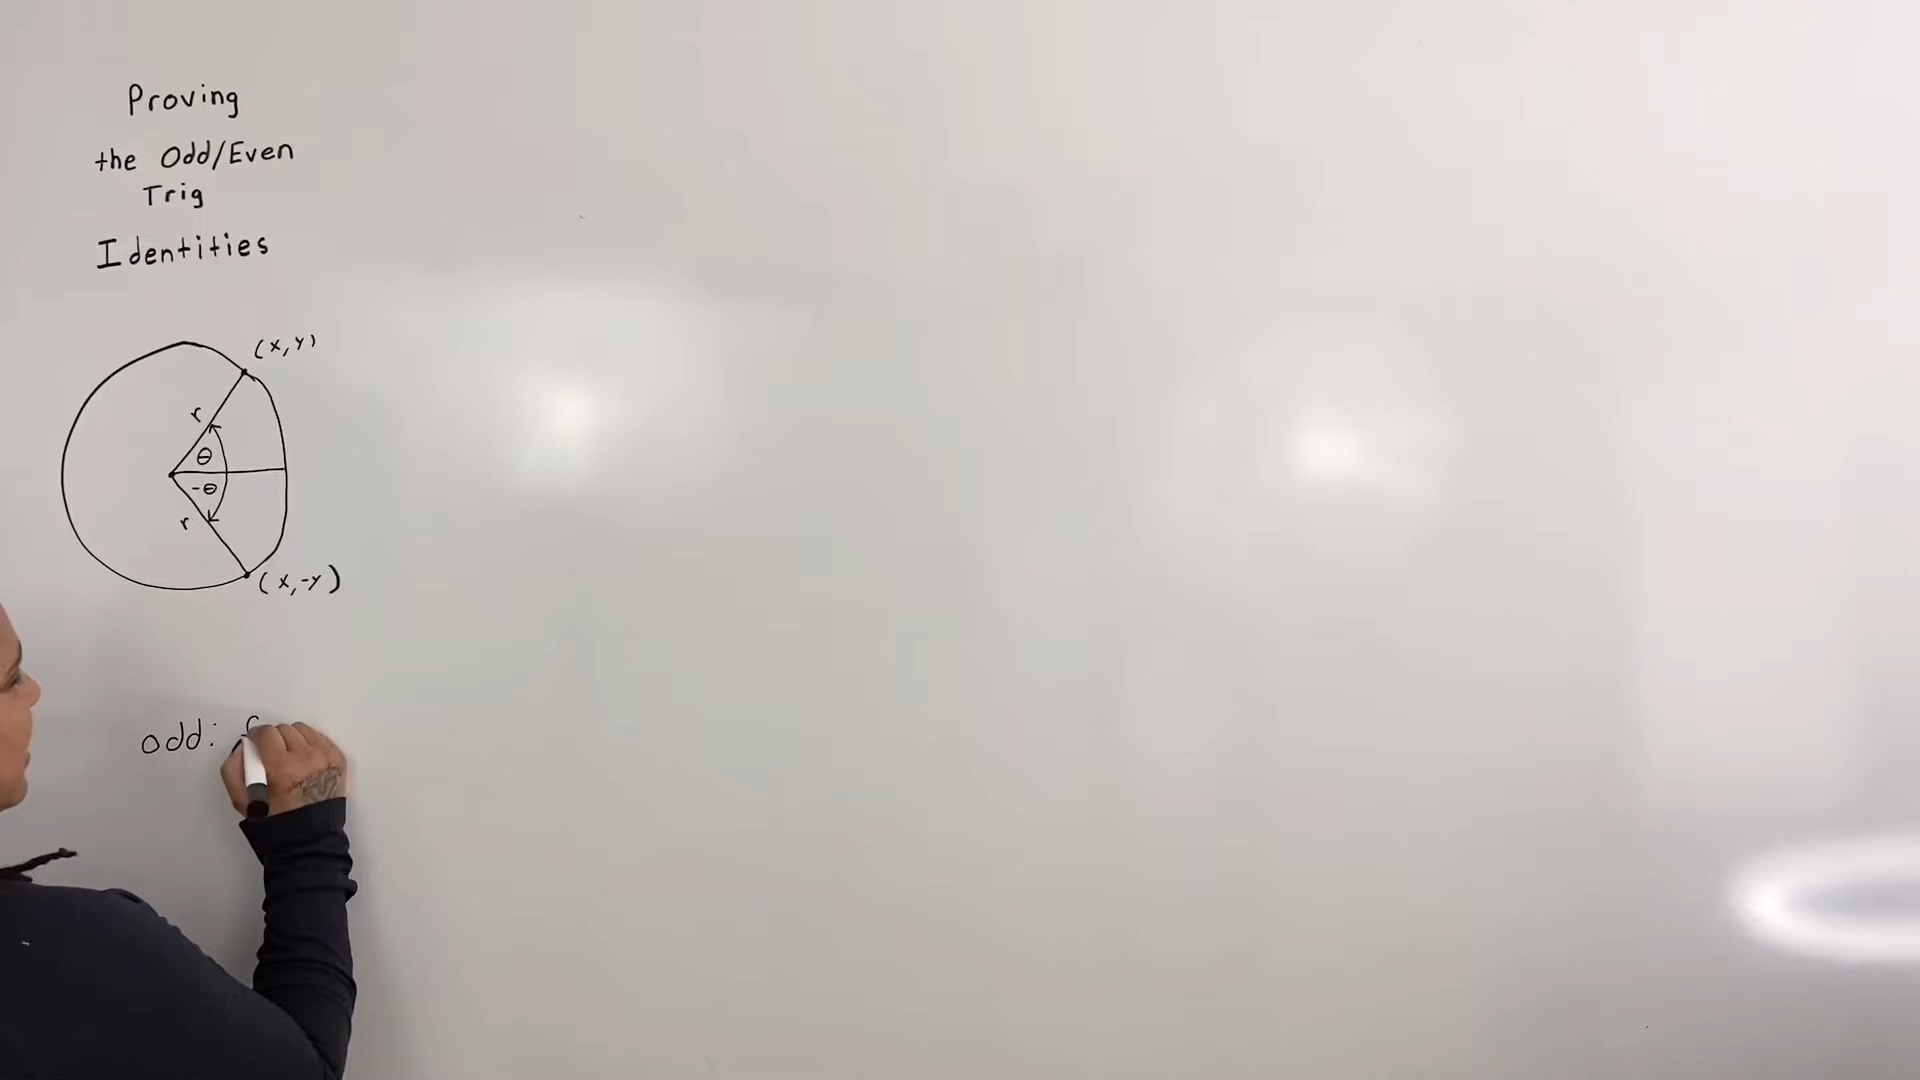 Proving
the Odd/Even
Trig
Identities
(x,y)
r
θ
-θ
r
(x,-y)
odd: f